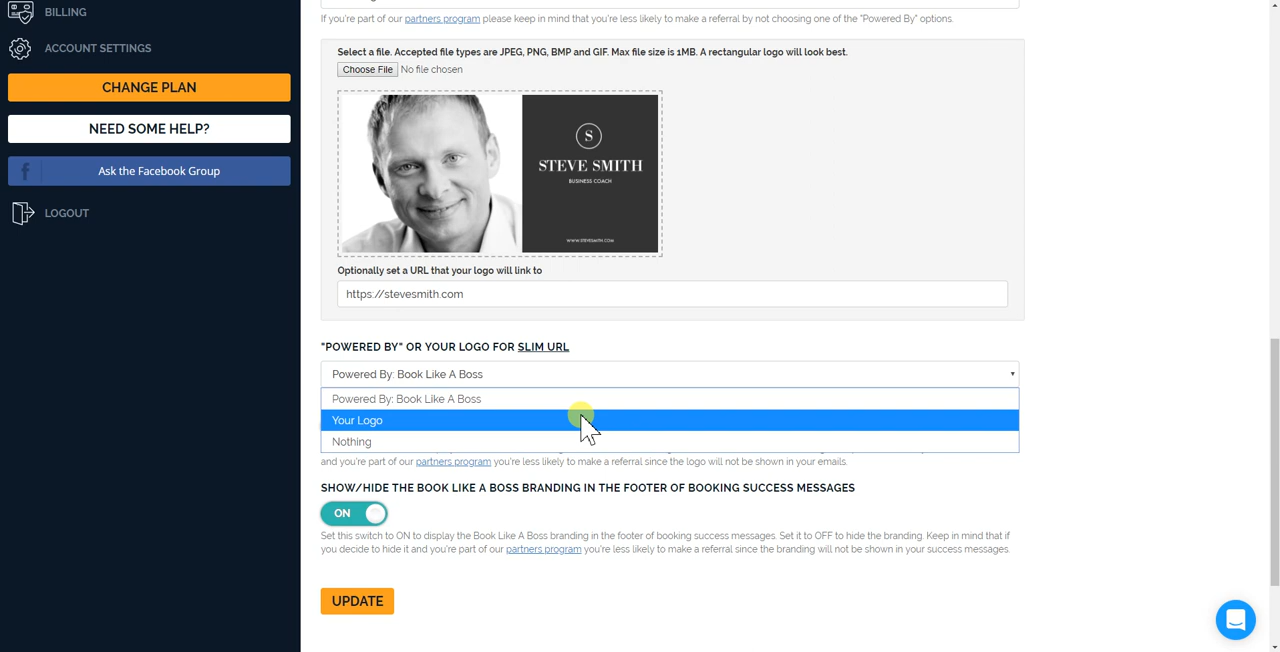 BILLING
ACCOUNT SETTINGS
CHANGE PLAN
NEED SOME HELP?
Ask the Facebook Group
LOGOUT
If you're part of our partners program please keep in mind that you're less likely to make a referral by not choosing one of the "Powered By" options.
Select a file. Accepted file types are JPEG, PNG, BMP and GIF. Max file size is 1MB. A rectangular logo will look best.
Choose File No file chosen
S
STEVE SMITH
BUSINESS COACH
WWW.STEVESMITH.COM
Optionally set a URL that your logo will link to
https://stevesmith.com
"POWERED BY" OR YOUR LOGO FOR SLIM URL
Powered By: Book Like A Boss
Powered By: Book Like A Boss
Your Logo
Nothing
and you're part of our partners program you're less likely to make a referral since the logo will not be shown in your emails.
SHOW/HIDE THE BOOK LIKE A BOSS BRANDING IN THE FOOTER OF BOOKING SUCCESS MESSAGES
ON
Set this switch to ON to display the Book Like A Boss branding in the footer of booking success messages. Set it to OFF to hide the branding. Keep in mind that if
you decide to hide it and you're part of our partners program you're less likely to make a referral since the branding will not be shown in your success messages.
UPDATE